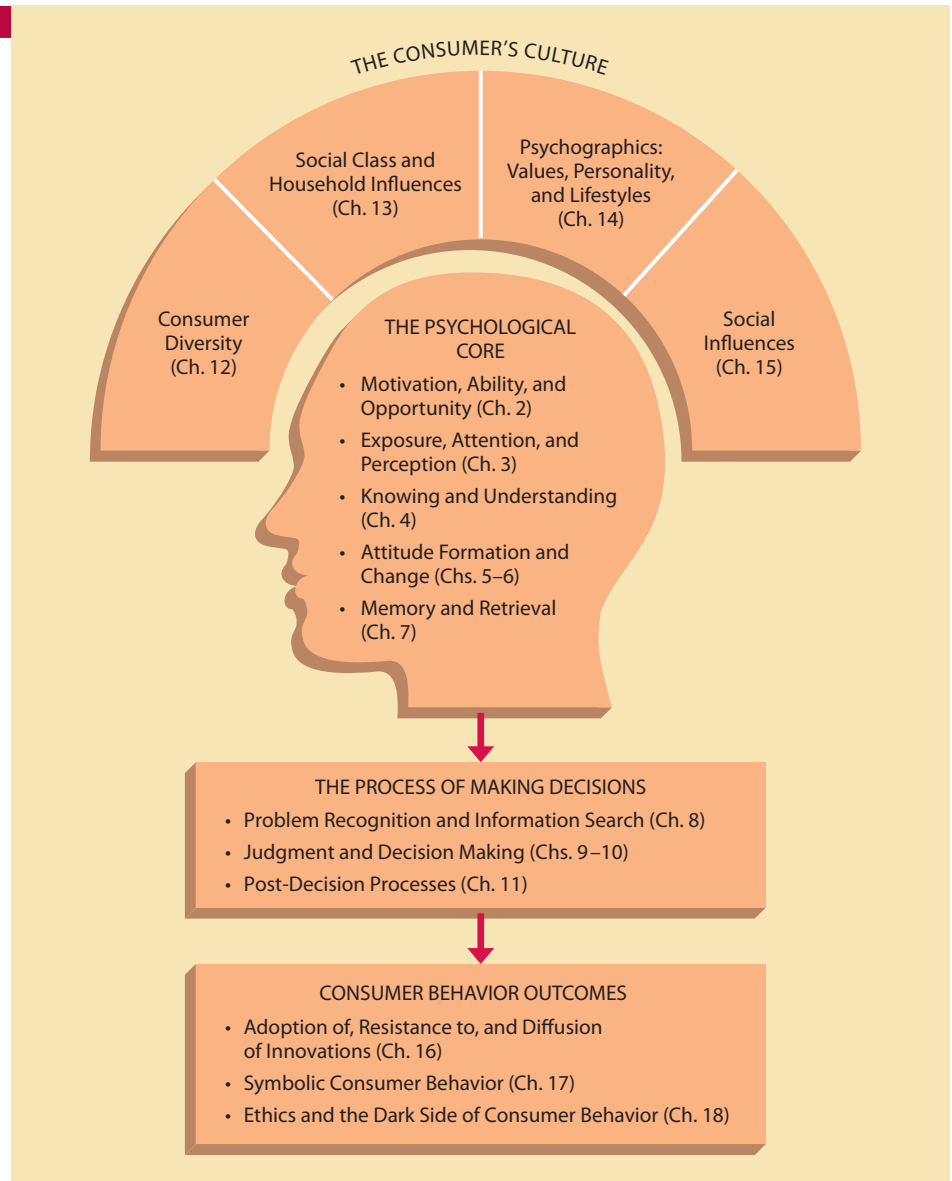 THE CONSUMER'S CULTURE
Social Class and
Household Influences
(Ch. 13)
Psychographics:
Values, Personality,
and Lifestyles
(Ch. 14)
Consumer
Diversity
(Ch. 12)
Social
Influences
(Ch. 15)
THE PSYCHOLOGICAL
CORE
• Motivation, Ability, and
Opportunity (Ch. 2)
• Exposure, Attention, and
Perception (Ch. 3)
• Knowing and Understanding
(Ch. 4)
• Attitude Formation and
Change (Chs. 5–6)
• Memory and Retrieval
(Ch. 7)
THE PROCESS OF MAKING DECISIONS
• Problem Recognition and Information Search (Ch. 8)
• Judgment and Decision Making (Chs. 9–10)
• Post-Decision Processes (Ch. 11)
CONSUMER BEHAVIOR OUTCOMES
• Adoption of, Resistance to, and Diffusion
of Innovations (Ch. 16)
• Symbolic Consumer Behavior (Ch. 17)
• Ethics and the Dark Side of Consumer Behavior (Ch. 18)